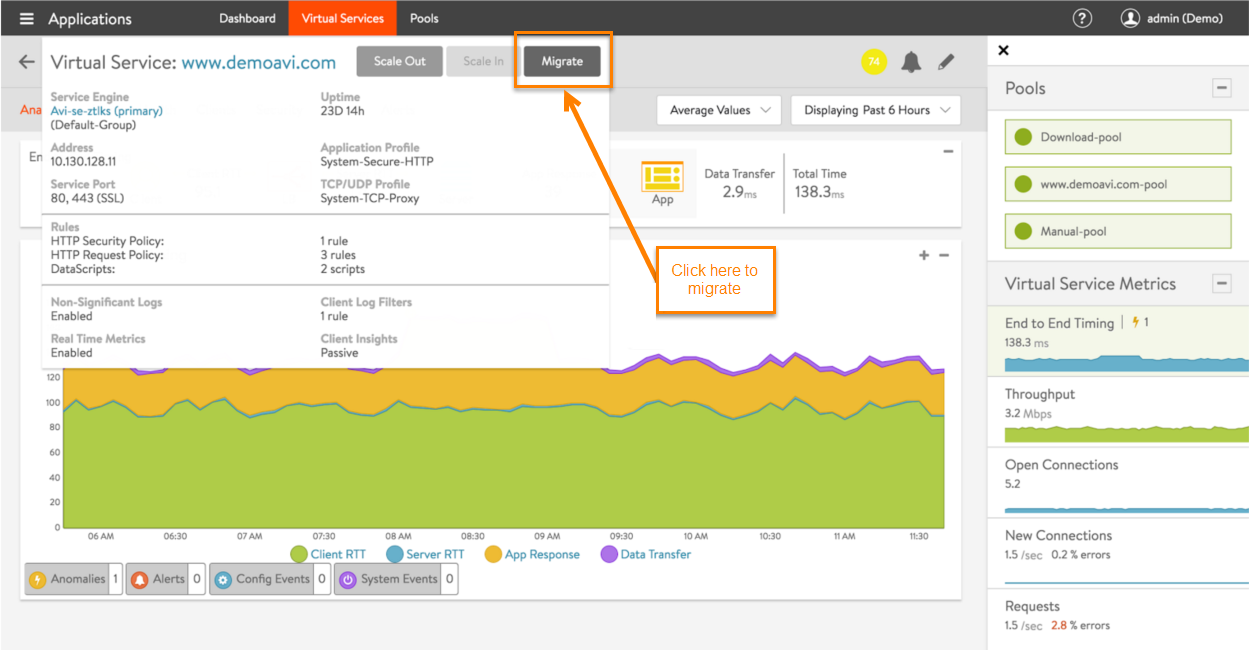 Applications
Dashboard
Virtual Services
Pools
?
admin (Demo)
Virtual Service: www.demoavi.com
Scale Out
Scale In
Migrate
74
Ana
Average Values
Displaying Past 6 Hours
Service Engine
Avi-se-ztlks (primary)
(Default-Group)
Uptime
23D 14h
Address
10.130.128.11
Application Profile
System-Secure-HTTP
Service Port
80, 443 (SSL)
TCP/UDP Profile
System-TCP-Proxy
Rules
HTTP Security Policy: 1 rule
HTTP Request Policy: 3 rules
DataScripts: 2 scripts
Non-Significant Logs
Enabled
Client Log Filters
1 rule
Real Time Metrics
Enabled
Client Insights
Passive
En
App
Data Transfer
2.9ms
Total Time
138.3ms
Click here to
migrate
120
100
80
60
40
20
0
06 AM 06:30 07 AM 07:30 08 AM 08:30 09 AM 09:30 10 AM 10:30 11 AM 11:30
Client RTT Server RTT App Response Data Transfer
Anomalies 1 Alerts 0 Config Events 0 System Events 0
Pools
Download-pool
www.demoavi.com-pool
Manual-pool
Virtual Service Metrics
End to End Timing 1
138.3 ms
Throughput
3.2 Mbps
Open Connections
5.2
New Connections
1.5 /sec 0.2 % errors
Requests
1.5 /sec 2.8 % errors